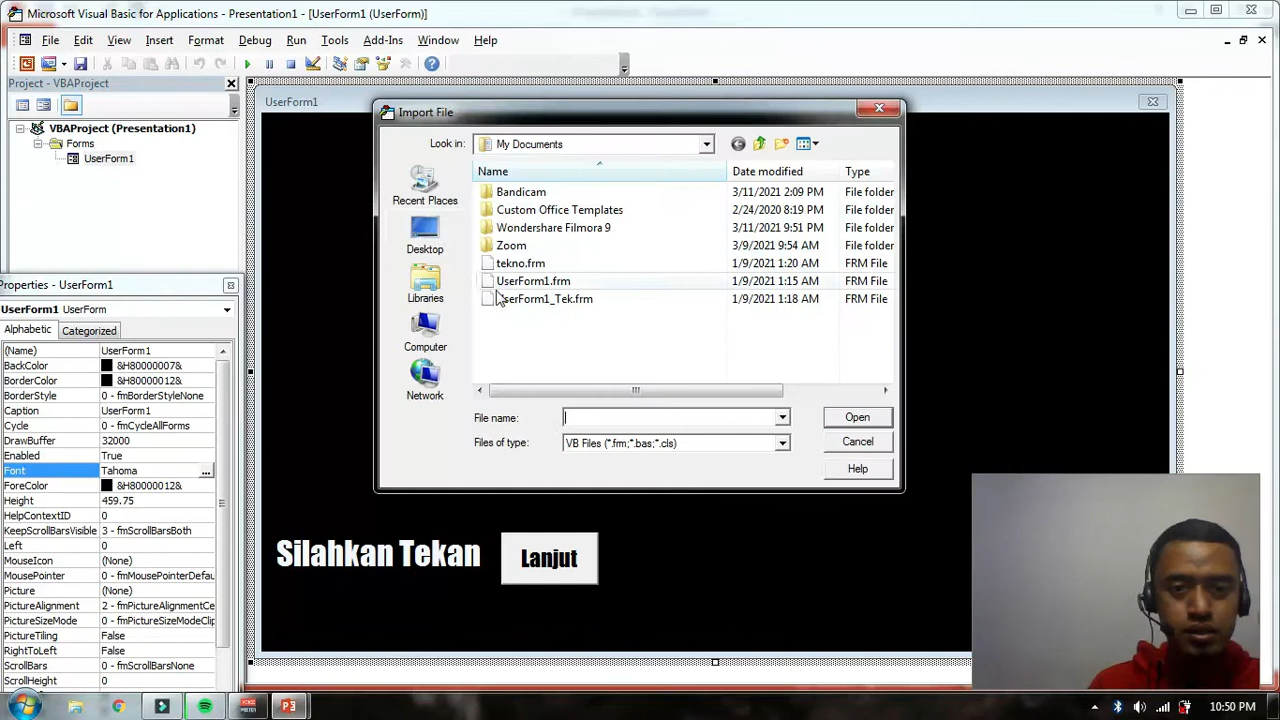 Microsoft Visual Basic for Applications - Presentation1 - [UserForm1 (UserForm)]
File Edit View Insert Format Debug Run Tools Add-Ins Window Help
Project - VBAProject
VBAProject (Presentation1)
Forms
UserForm1
Properties - UserForm1
UserForm1 UserForm
Alphabetic Categorized
(Name) UserForm1
BackColor &H80000007&
BorderColor &H80000012&
BorderStyle 0 - fmBorderStyleNone
Caption UserForm1
Cycle 0 - fmCycleAllForms
DrawBuffer 32000
Enabled True
Font Tahoma
ForeColor &H80000012&
Height 459.75
HelpContextID 0
KeepScrollBarsVisible 3 - fmScrollBarsBoth
Left 0
MouseIcon (None)
MousePointer 0 - fmMousePointerDefau
Picture (None)
PictureAlignment 2 - fmPictureAlignmentCe
PictureSizeMode 0 - fmPictureSizeModeClip
PictureTiling False
RightToLeft False
ScrollBars 0 - fmScrollBarsNone
ScrollHeight 0
UserForm1
Import File
Look in: My Documents
Recent Places
Desktop
Libraries
Computer
Network
Name Date modified Type
Bandicam 3/11/2021 2:09 PM File folder
Custom Office Templates 2/24/2020 8:19 PM File folder
Wondershare Filmora 9 3/11/2021 9:51 PM File folder
Zoom 3/9/2021 9:54 AM File folder
tekno.frm 1/9/2021 1:20 AM FRM File
UserForm1.frm 1/9/2021 1:15 AM FRM File
UserForm1_Tek.frm 1/9/2021 1:18 AM FRM File
File name: Open
Files of type: VB Files (*.frm;*.bas;*.cls) Cancel
Help
Silahkan Tekan Lanjut
10:50 PM